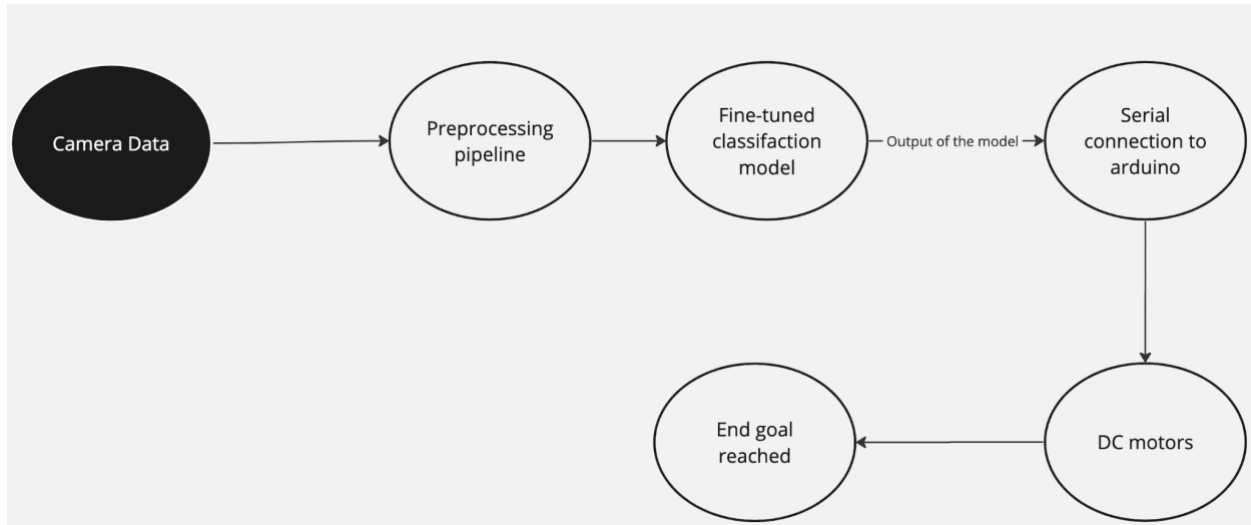 Camera Data
Preprocessing
pipeline
Fine-tuned
classifaction
model
Output of the model
Serial
connection to
arduino
End goal
reached
DC motors